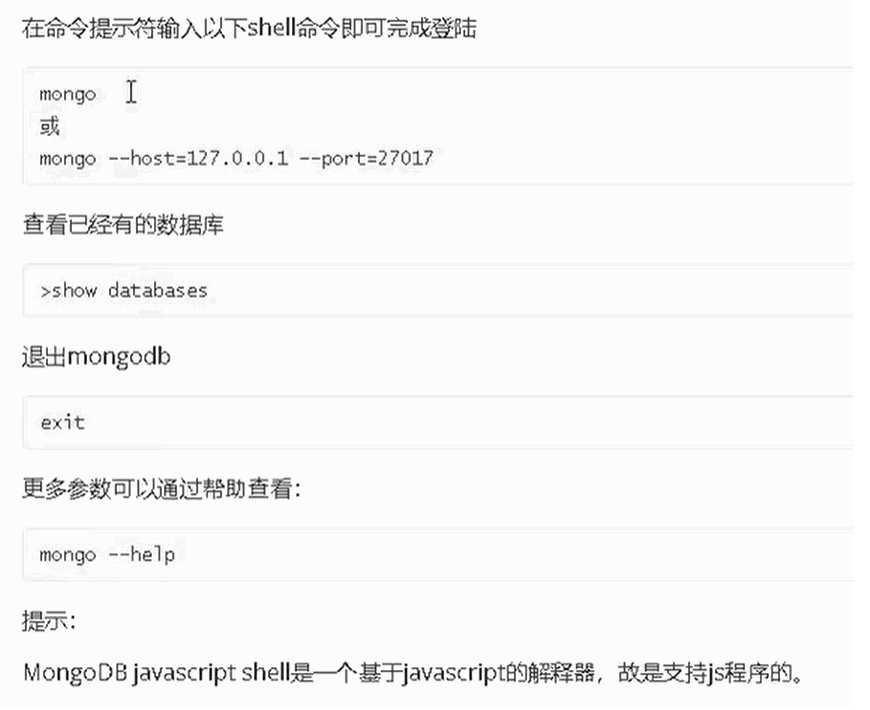 在命令提示符输入以下shell命令即可完成登陆
mongo
或
mongo --host=127.0.0.1 --port=27017
查看已经有的数据库
>show databases
退出mongodb
exit
更多参数可以通过帮助查看：
mongo --help
提示：
MongoDB javascript shell是一个基于javascript的解释器，故是支持js程序的。